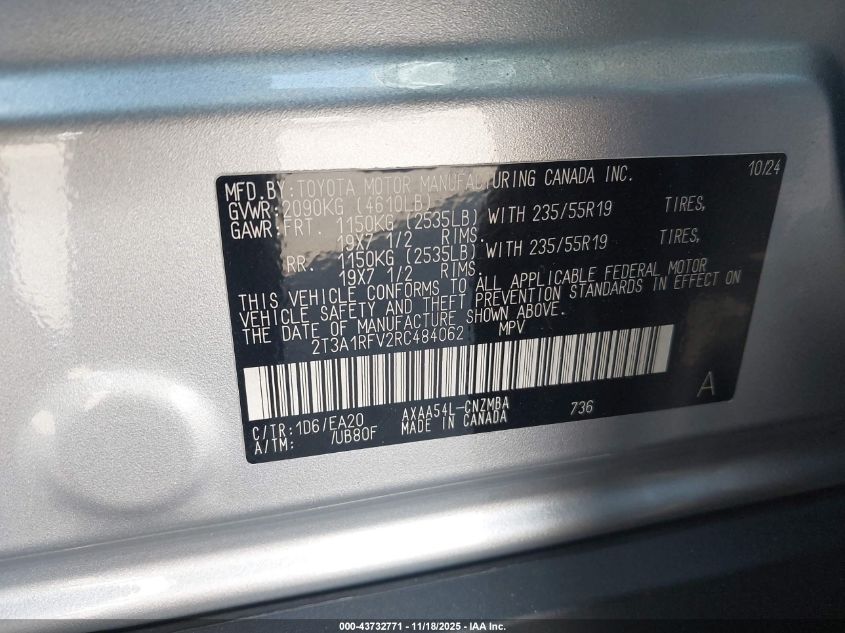 MFD.BY:TOYOTA MOTOR MANUFACTURING CANADA INC. 10/24
GVWR:2090KG (4610LB)
GAWR:FRT. 1150KG (2535LB) WITH 235/55R19 TIRES,
19X7 1/2 RIMS.
RR. 1150KG (2535LB) WITH 235/55R19 TIRES,
19X7 1/2 RIMS.
THIS VEHICLE CONFORMS TO ALL APPLICABLE FEDERAL MOTOR
VEHICLE SAFETY AND THEFT PREVENTION STANDARDS IN EFFECT ON
THE DATE OF MANUFACTURE SHOWN ABOVE.
2T3A1RFV2RC484062 MPV
A
C/TR:1D6/EA20 AXAA54L-CNZMBA 736
A/TM: /UB80F MADE IN CANADA
000-43732771 - 11/18/2025 - IAA Inc.